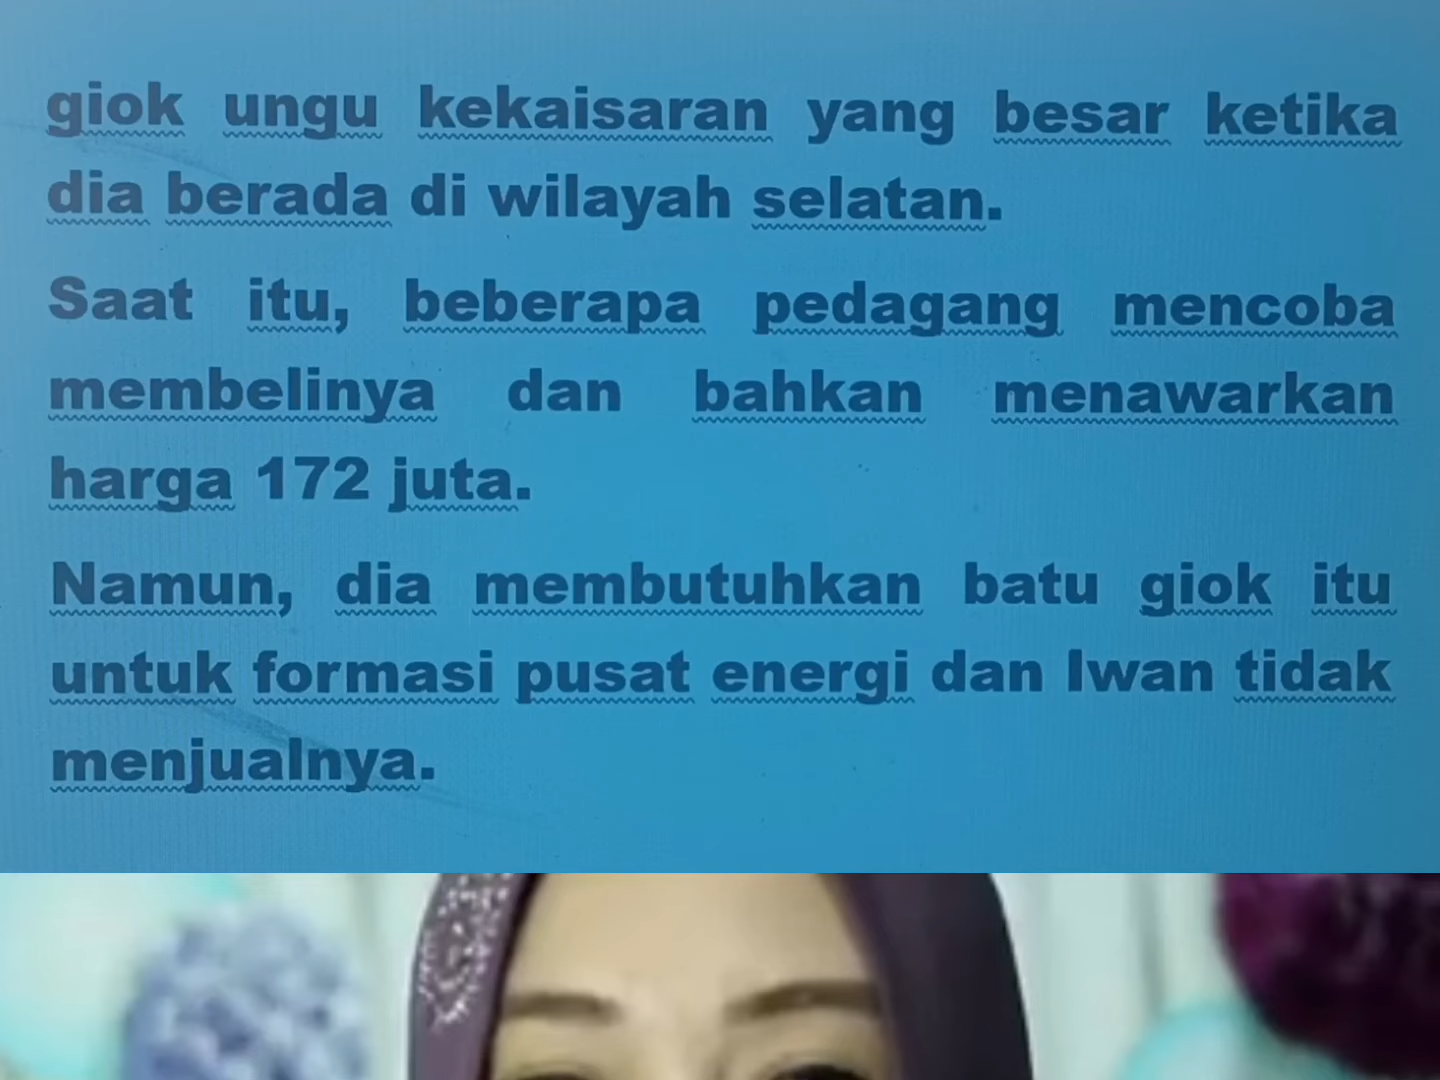 giok ungu kekaisaran yang besar ketika
dia berada di wilayah selatan.
Saat itu, beberapa pedagang mencoba
membelinya dan bahkan menawarkan
harga 172 juta.
Namun, dia membutuhkan batu giok itu
untuk formasi pusat energi dan Iwan tidak
menjualnya.